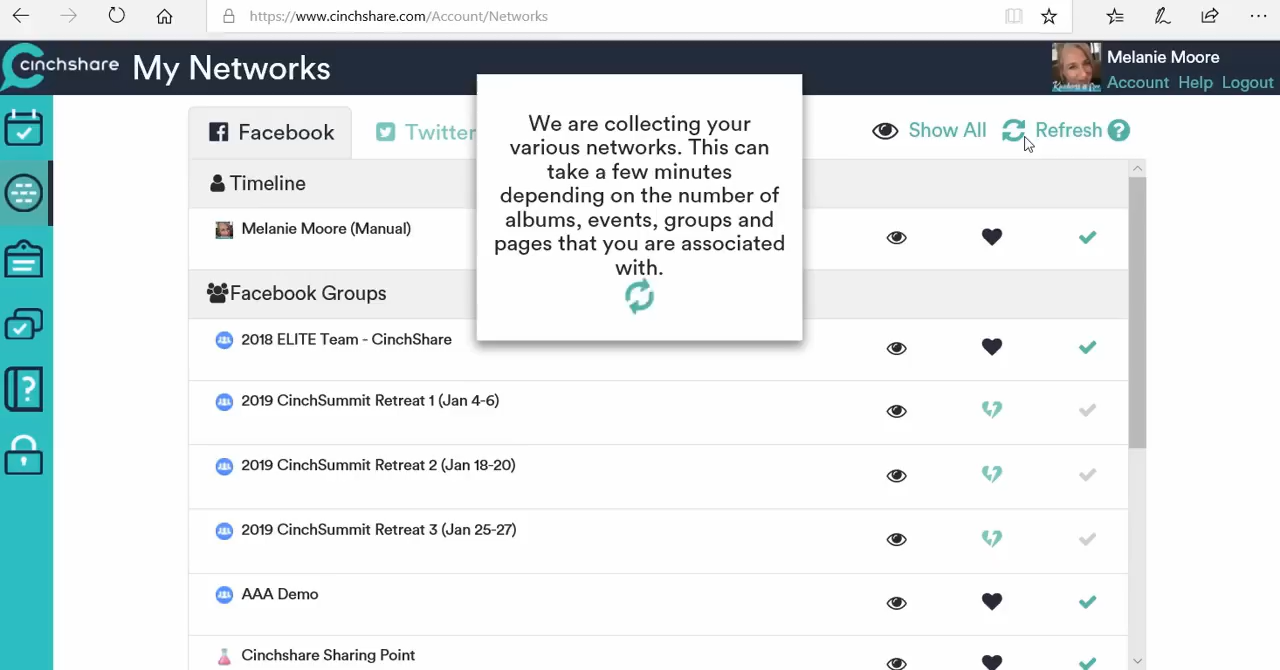 https://www.cinchshare.com/Account/Networks
cinchshare
My Networks
Melanie Moore
Account Help Logout
Facebook
Twitter
Show All
Refresh
?
We are collecting your
various networks. This can
take a few minutes
depending on the number of
albums, events, groups and
pages that you are associated
with.
Timeline
Melanie Moore (Manual)
Facebook Groups
2018 ELITE Team - CinchShare
2019 CinchSummit Retreat 1 (Jan 4-6)
2019 CinchSummit Retreat 2 (Jan 18-20)
2019 CinchSummit Retreat 3 (Jan 25-27)
AAA Demo
Cinchshare Sharing Point